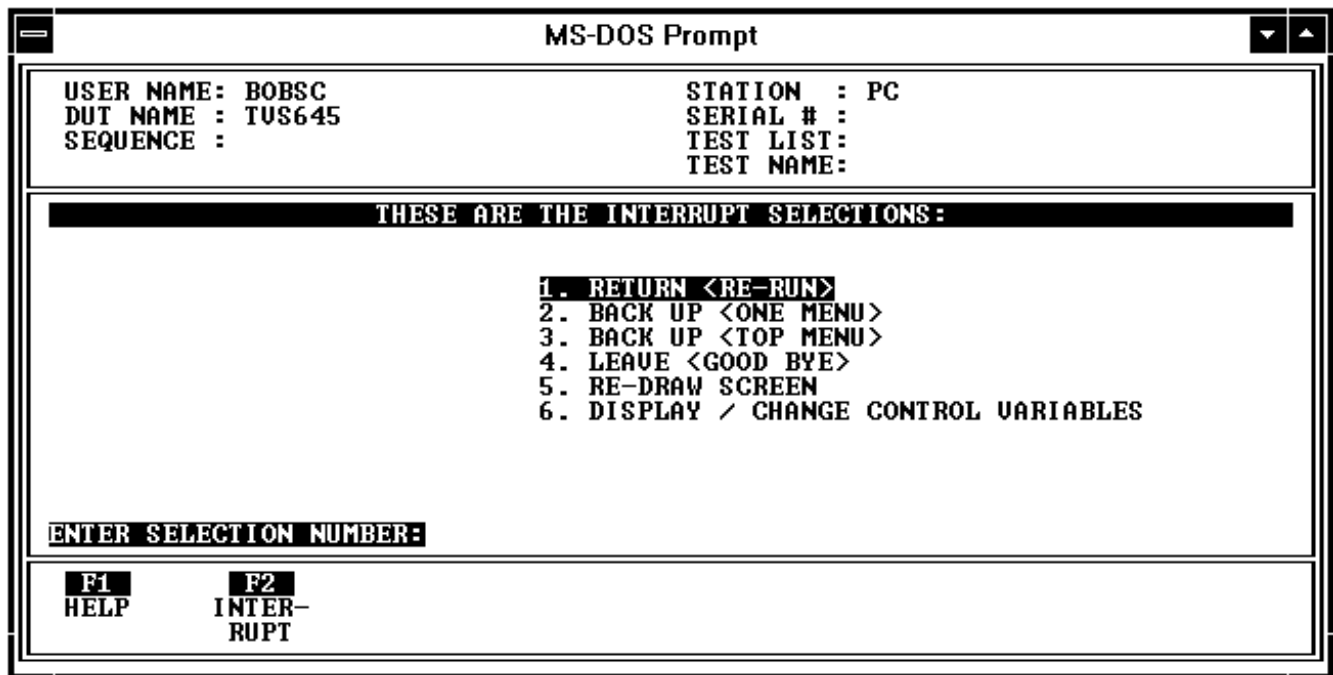 MS-DOS Prompt
USER NAME: BOBSC
DUT NAME : TVS645
SEQUENCE :
STATION : PC
SERIAL # :
TEST LIST:
TEST NAME:
THESE ARE THE INTERRUPT SELECTIONS:
1. RETURN <RE-RUN>
2. BACK UP <ONE MENU>
3. BACK UP <TOP MENU>
4. LEAVE <GOOD BYE>
5. RE-DRAW SCREEN
6. DISPLAY / CHANGE CONTROL VARIABLES
ENTER SELECTION NUMBER:
F1
HELP
F2
INTER-
RUPT